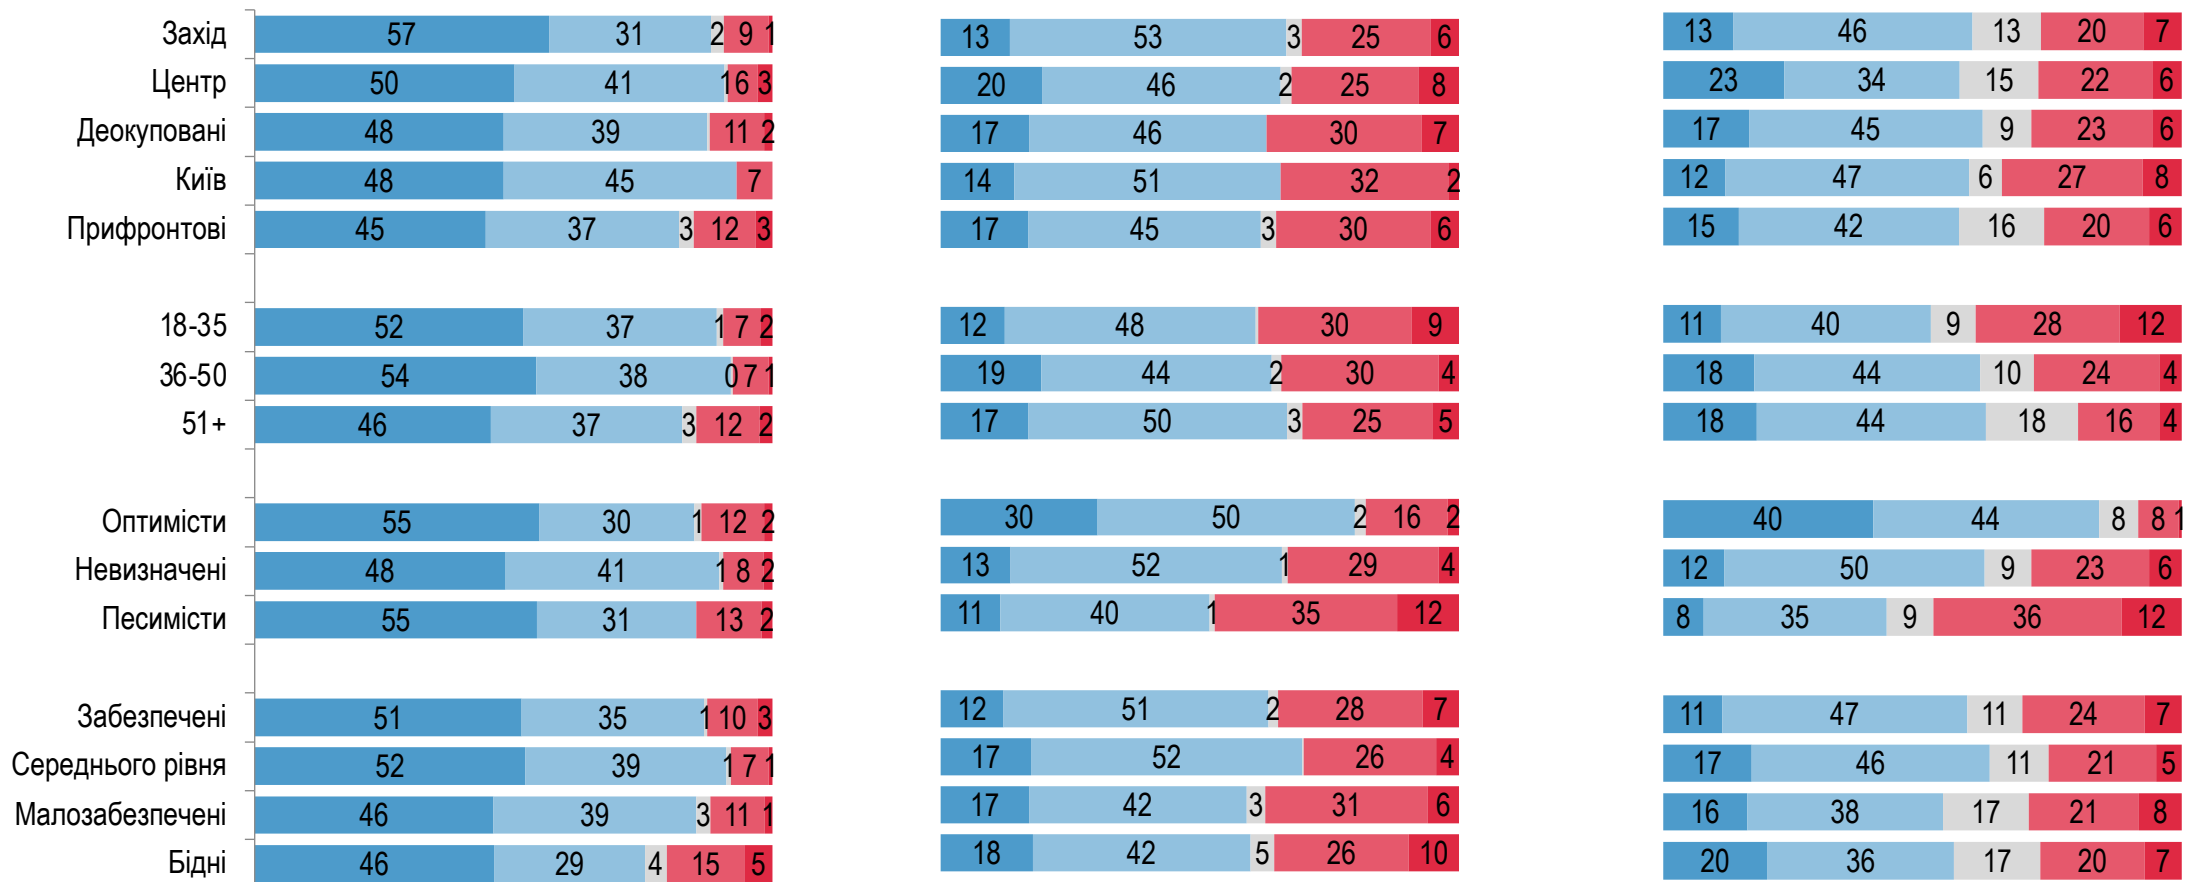 Захід 57 31 2 9 1 13 53 3 25 6 13 46 13 20 7
Центр 50 41 1 6 3 20 46 2 25 8 23 34 15 22 6
Деокуповані 48 39 11 2 17 46 30 7 17 45 9 23 6
Київ 48 45 7 14 51 32 2 12 47 6 27 8
Прифронтові 45 37 3 12 3 17 45 3 30 6 15 42 16 20 6
18-35 52 37 1 7 2 12 48 30 9 11 40 9 28 12
36-50 54 38 0 7 1 19 44 2 30 4 18 44 10 24 4
51+ 46 37 3 12 2 17 50 3 25 5 18 44 18 16 4
Оптимісти 55 30 1 12 2 30 50 2 16 2 40 44 8 8 1
Невизначені 48 41 1 8 2 13 52 1 29 4 12 50 9 23 6
Песимісти 55 31 13 2 11 40 1 35 12 8 35 9 36 12
Забезпечені 51 35 1 10 3 12 51 2 28 7 11 47 11 24 7
Середнього рівня 52 39 1 7 1 17 52 26 4 17 46 11 21 5
Малозабезпечені 46 39 3 11 1 17 42 3 31 6 16 38 17 21 8
Бідні 46 29 4 15 5 18 42 5 26 10 20 36 17 20 7